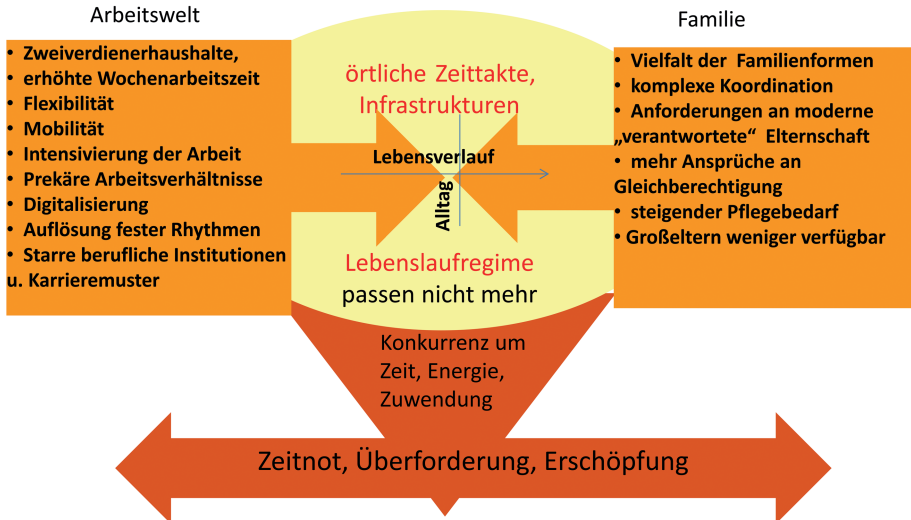 Arbeitswelt
• Zweiverdienerhaushalte,
• erhöhte Wochenarbeitszeit
• Flexibilität
• Mobilität
• Intensivierung der Arbeit
• Prekäre Arbeitsverhältnisse
• Digitalisierung
• Auflösung fester Rhythmen
• Starre berufliche Institutionen
u. Karrieremuster
örtliche Zeittakte,
Infrastrukturen
Lebensverlauf
Alltag
Lebenslaufregime
passen nicht mehr
Familie
• Vielfalt der Familienformen
• komplexe Koordination
• Anforderungen an moderne
„verantwortete“ Elternschaft
• mehr Ansprüche an
Gleichberechtigung
• steigender Pflegebedarf
• Großeltern weniger verfügbar
Konkurrenz um
Zeit, Energie,
Zuwendung
Zeitnot, Überforderung, Erschöpfung